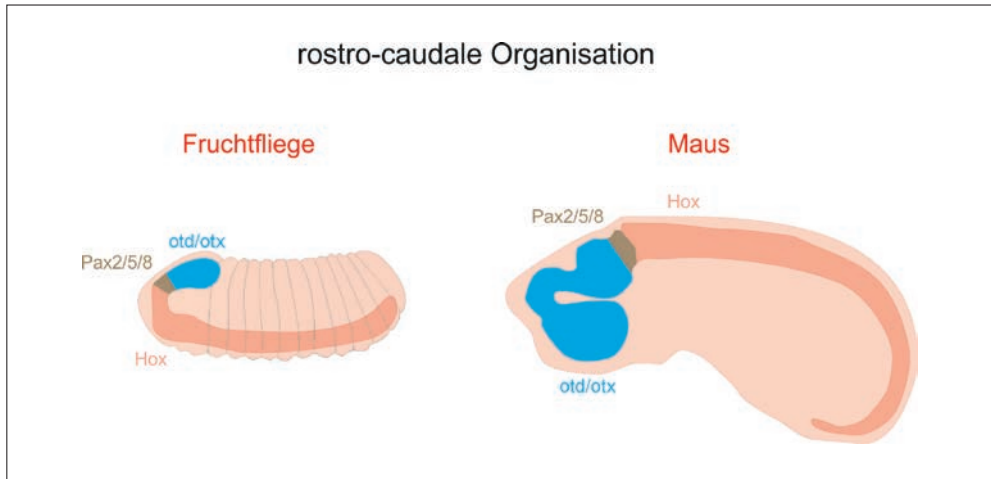 rostro-caudale Organisation
Fruchtfliege
Maus
otd/otx
Pax2/5/8
Hox
Hox
Pax2/5/8
otd/otx